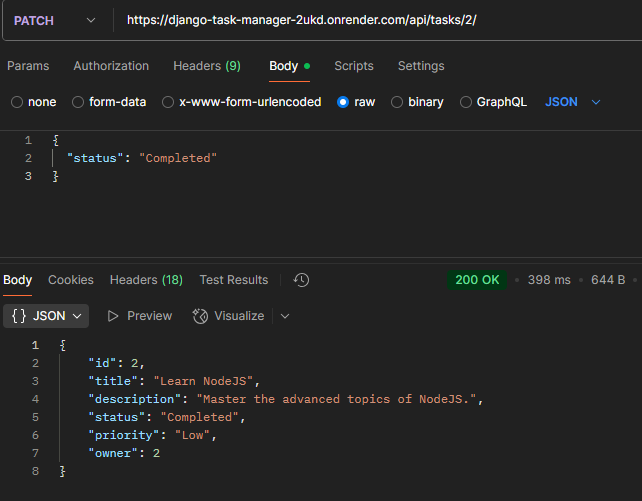 PATCH https://django-task-manager-2ukd.onrender.com/api/tasks/2/
Params Authorization Headers (9) Body Scripts Settings
none form-data x-www-form-urlencoded raw binary GraphQL JSON
1 {
2 "status": "Completed"
3 }
Body Cookies Headers (18) Test Results 200 OK 398 ms 644 B
{} JSON Preview Visualize
1 {
2 "id": 2,
3 "title": "Learn NodeJS",
4 "description": "Master the advanced topics of NodeJS.",
5 "status": "Completed",
6 "priority": "Low",
7 "owner": 2
8 }